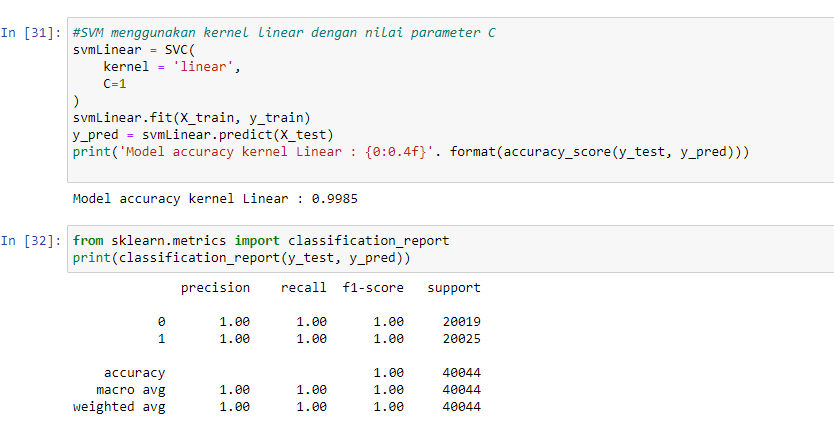 In [31]: #SVM menggunakan kernel linear dengan nilai parameter C
svmLinear = SVC(
    kernel = 'linear',
    C=1
)
svmLinear.fit(X_train, y_train)
y_pred = svmLinear.predict(X_test)
print('Model accuracy kernel Linear : {0:0.4f}'. format(accuracy_score(y_test, y_pred)))
Model accuracy kernel Linear : 0.9985
In [32]: from sklearn.metrics import classification_report
print(classification_report(y_test, y_pred))
              precision    recall  f1-score   support
           0       1.00      1.00      1.00     20019
           1       1.00      1.00      1.00     20025
    accuracy                           1.00     40044
   macro avg       1.00      1.00      1.00     40044
weighted avg       1.00      1.00      1.00     40044